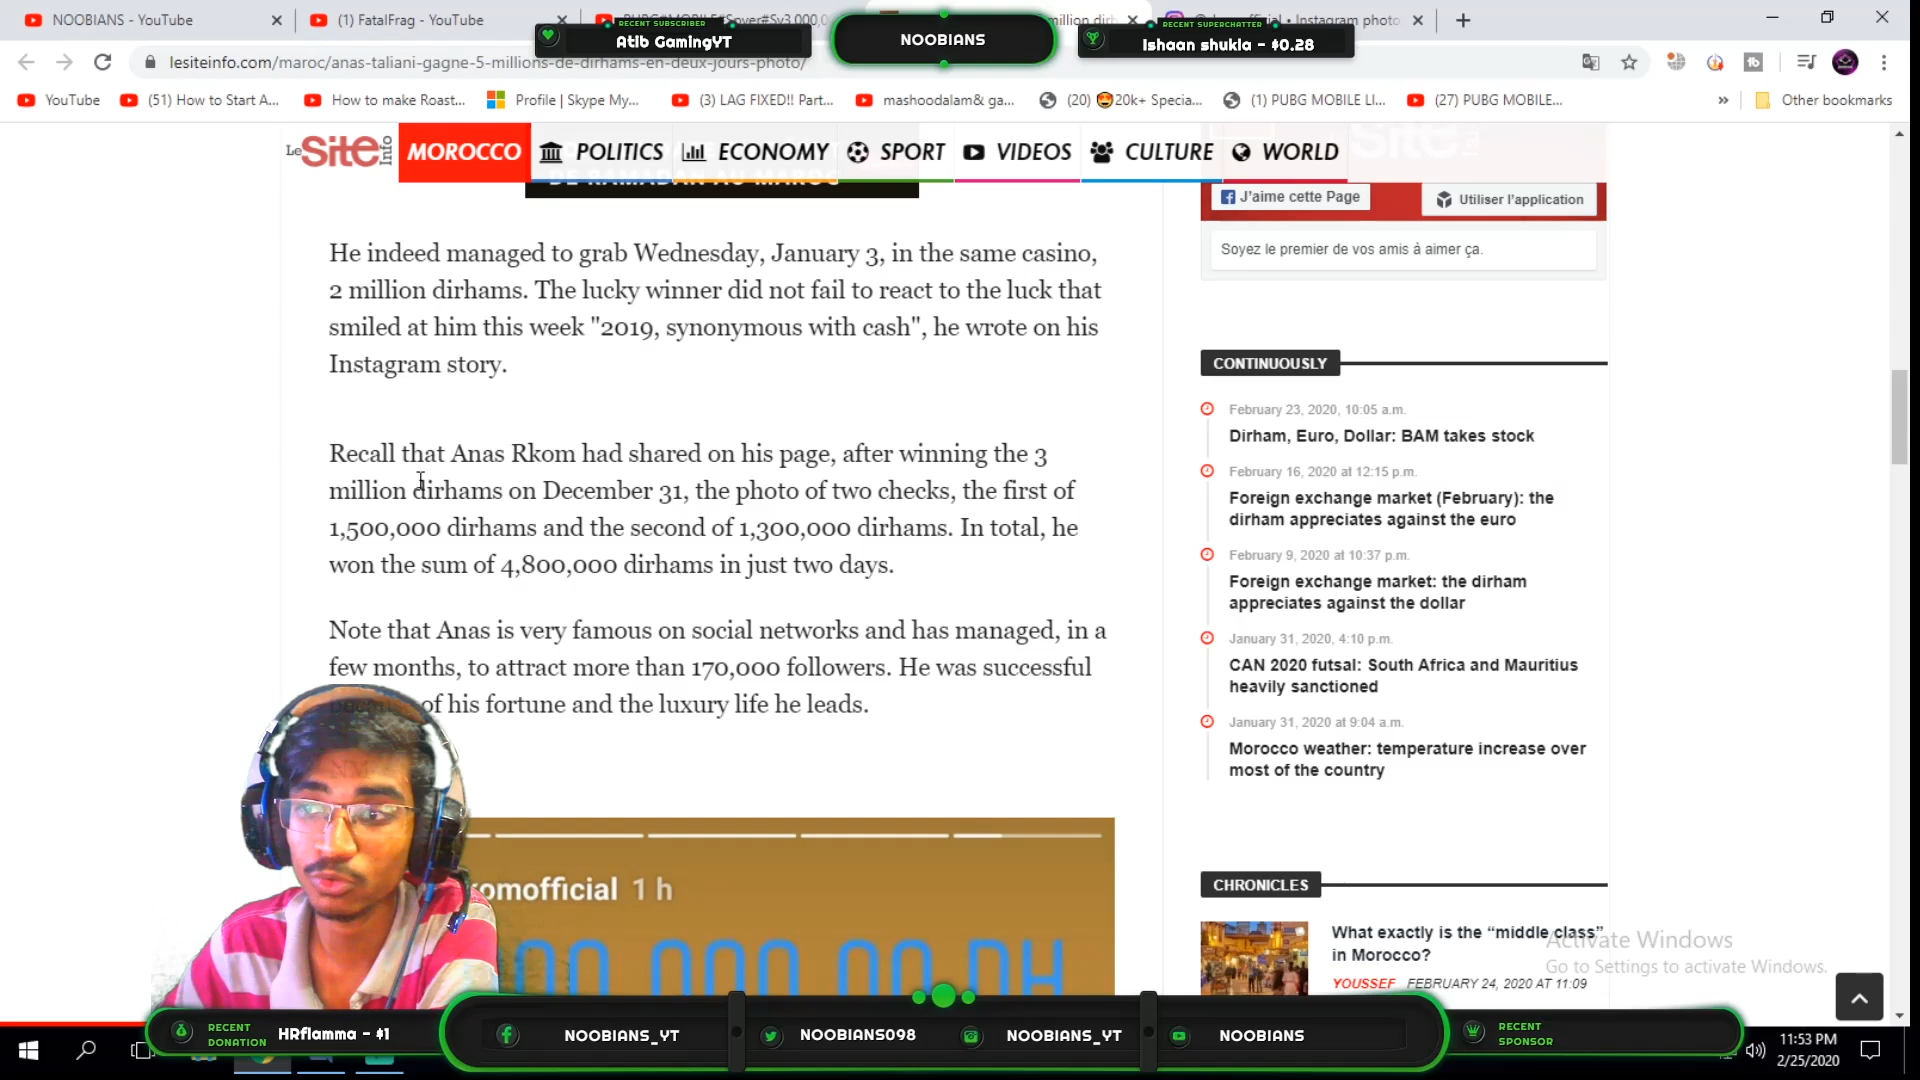 NOOBIANS - YouTube
(1) FatalFrag - YouTube
lesiteinfo.com/maroc/anas-taliani-gagne-5-millions-de-dirhams-en-deux-jours-photo/
RECENT SUBSCRIBER
Atib GamingYT
NOOBIANS
RECENT SUPERCHATTER
Ishaan shukla - $0.28
YouTube
(51) How to Start A...
How to make Roast...
Profile | Skype My...
(3) LAG FIXED!! Part...
mashoodalam& ga...
(20) 😍20k+ Specia...
(1) PUBG MOBILE LI...
(27) PUBG MOBILE...
»
Other bookmarks
Le Site info
MOROCCO
POLITICS
ECONOMY
SPORT
VIDEOS
CULTURE
WORLD
DE RAMADAN AU MAROC
He indeed managed to grab Wednesday, January 3, in the same casino,
2 million dirhams. The lucky winner did not fail to react to the luck that
smiled at him this week "2019, synonymous with cash", he wrote on his
Instagram story.
Recall that Anas Rkom had shared on his page, after winning the 3
million dirhams on December 31, the photo of two checks, the first of
1,500,000 dirhams and the second of 1,300,000 dirhams. In total, he
won the sum of 4,800,000 dirhams in just two days.
Note that Anas is very famous on social networks and has managed, in a
few months, to attract more than 170,000 followers. He was successful
of his fortune and the luxury life he leads.
komofficial 1 h
J'aime cette Page
Utiliser l'application
Soyez le premier de vos amis à aimer ça.
CONTINUOUSLY
February 23, 2020, 10:05 a.m.
Dirham, Euro, Dollar: BAM takes stock
February 16, 2020 at 12:15 p.m.
Foreign exchange market (February): the
dirham appreciates against the euro
February 9, 2020 at 10:37 p.m.
Foreign exchange market: the dirham
appreciates against the dollar
January 31, 2020, 4:10 p.m.
CAN 2020 futsal: South Africa and Mauritius
heavily sanctioned
January 31, 2020 at 9:04 a.m.
Morocco weather: temperature increase over
most of the country
CHRONICLES
What exactly is the “middle class”
in Morocco?
YOUSSEF FEBRUARY 24, 2020 AT 11:09
Activate Windows
Go to Settings to activate Windows.
RECENT
DONATION
HRflamma - $1
NOOBIANS_YT
NOOBIANS098
NOOBIANS_YT
NOOBIANS
RECENT
SPONSOR
11:53 PM
2/25/2020